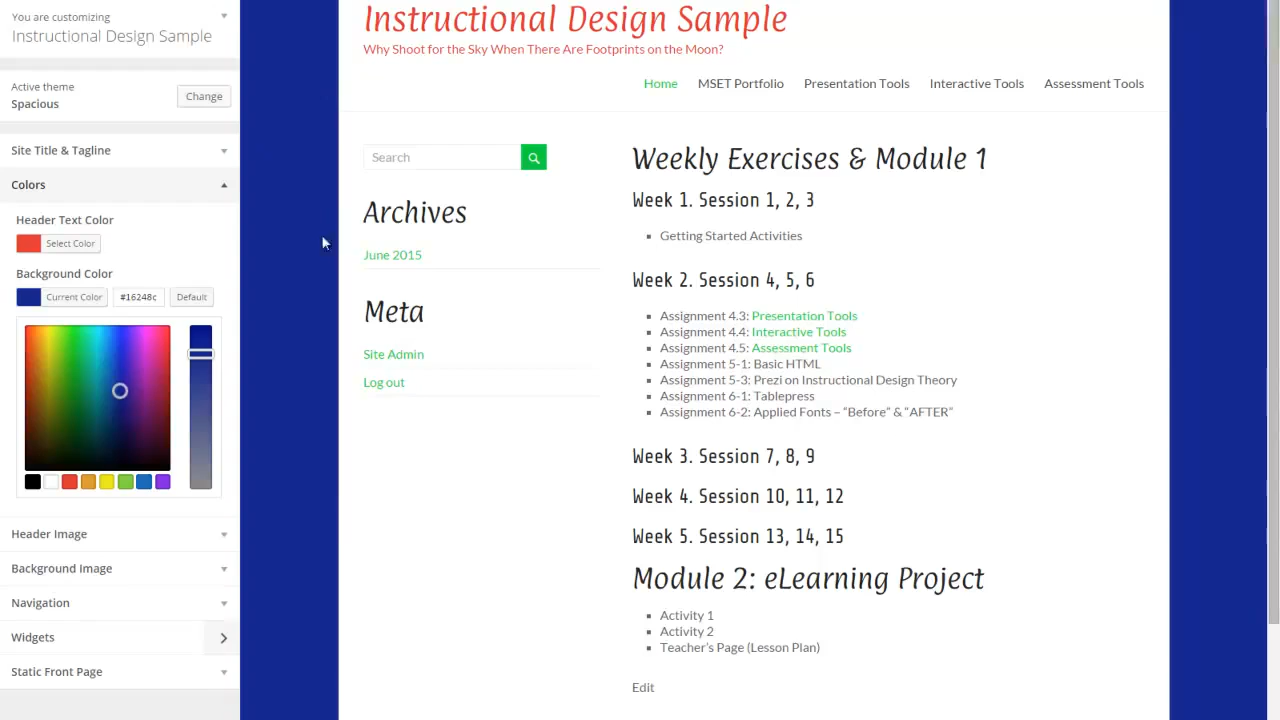 You are customizing
Instructional Design Sample
Active theme
Spacious
Change
Site Title & Tagline
Colors
Header Text Color
Select Color
Background Color
Current Color #16248c Default
Header Image
Background Image
Navigation
Widgets
Static Front Page
Instructional Design Sample
Why Shoot for the Sky When There Are Footprints on the Moon?
Home MSET Portfolio Presentation Tools Interactive Tools Assessment Tools
Search
Archives
June 2015
Meta
Site Admin
Log out
Weekly Exercises & Module 1
Week 1. Session 1, 2, 3
Getting Started Activities
Week 2. Session 4, 5, 6
Assignment 4.3: Presentation Tools
Assignment 4.4: Interactive Tools
Assignment 4.5: Assessment Tools
Assignment 5-1: Basic HTML
Assignment 5-3: Prezi on Instructional Design Theory
Assignment 6-1: Tablepress
Assignment 6-2: Applied Fonts – “Before” & “AFTER”
Week 3. Session 7, 8, 9
Week 4. Session 10, 11, 12
Week 5. Session 13, 14, 15
Module 2: eLearning Project
Activity 1
Activity 2
Teacher’s Page (Lesson Plan)
Edit